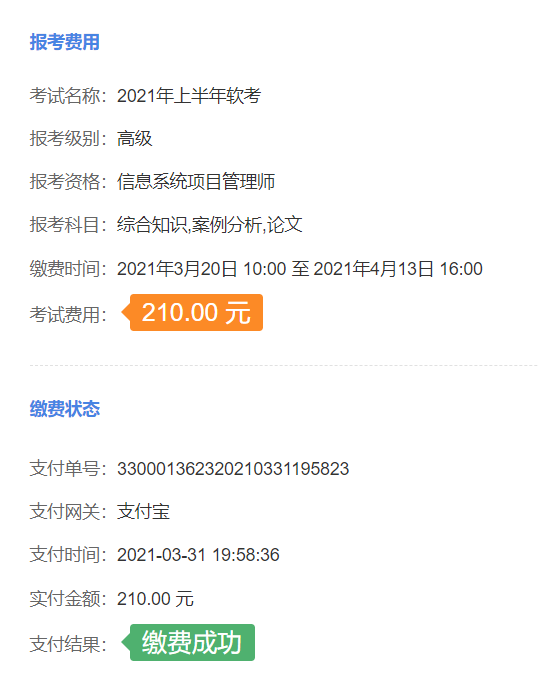 报考费用
考试名称：2021年上半年软考
报考级别：高级
报考资格：信息系统项目管理师
报考科目：综合知识,案例分析,论文
缴费时间：2021年3月20日 10:00 至 2021年4月13日 16:00
考试费用：210.00 元
缴费状态
支付单号：330001362320210331195823
支付网关：支付宝
支付时间：2021-03-31 19:58:36
实付金额：210.00 元
支付结果：缴费成功